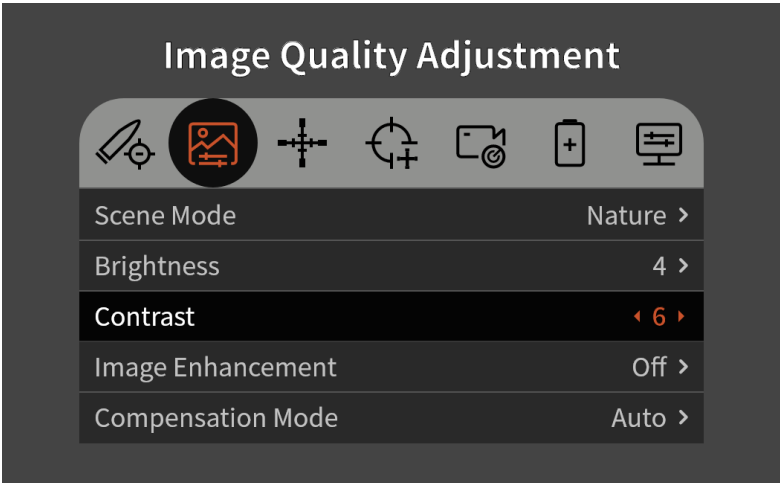 Image Quality Adjustment
Scene Mode Nature
Brightness 4
Contrast 6
Image Enhancement Off
Compensation Mode Auto